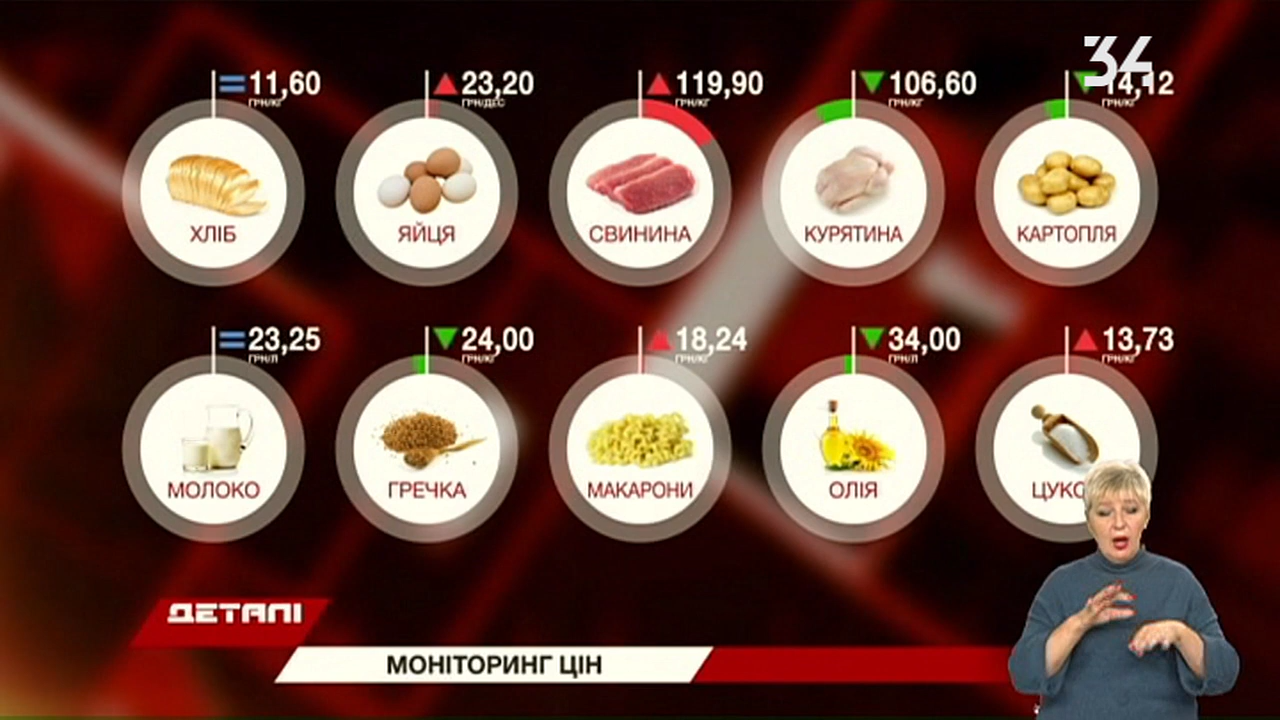 34
11,60
ГРН/КГ
23,20
ГРН/ДЕС
119,90
ГРН/КГ
106,60
ГРН/КГ
14,12
ГРН/КГ
ХЛІБ
ЯЙЦЯ
СВИНИНА
КУРЯТИНА
КАРТОПЛЯ
23,25
ГРН/Л
24,00
ГРН/КГ
18,24
ГРН/КГ
34,00
ГРН/Л
13,73
ГРН/КГ
МОЛОКО
ГРЕЧКА
МАКАРОНИ
ОЛІЯ
ДЕТАЛІ
МОНІТОРИНГ ЦІН